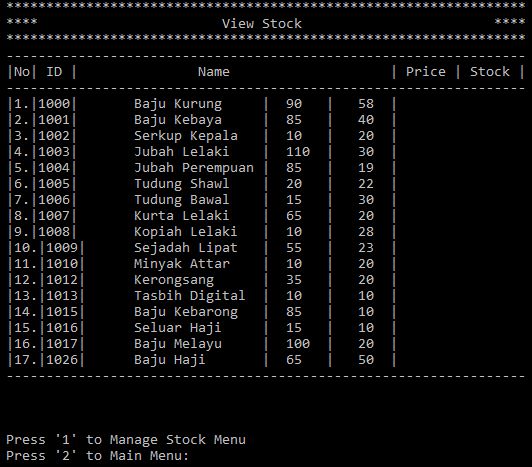 *****************************************************************
****                       View Stock                        ****
*****************************************************************
-----------------------------------------------------------------
|No| ID |               Name                    | Price | Stock |
-----------------------------------------------------------------
|1.|1000|       Baju Kurung     |  90   |   58  |
|2.|1001|       Baju Kebaya     |  85   |   40  |
|3.|1002|       Serkup Kepala   |  10   |   20  |
|4.|1003|       Jubah Lelaki    |  110  |   30  |
|5.|1004|       Jubah Perempuan |  85   |   19  |
|6.|1005|       Tudung Shawl    |  20   |   22  |
|7.|1006|       Tudung Bawal    |  15   |   30  |
|8.|1007|       Kurta Lelaki    |  65   |   20  |
|9.|1008|       Kopiah Lelaki   |  10   |   28  |
|10.|1009|      Sejadah Lipat   |  55   |   23  |
|11.|1010|      Minyak Attar    |  10   |   20  |
|12.|1012|      Kerongsang      |  35   |   20  |
|13.|1013|      Tasbih Digital  |  10   |   10  |
|14.|1015|      Baju Kebarong   |  85   |   10  |
|15.|1016|      Seluar Haji     |  15   |   10  |
|16.|1017|      Baju Melayu     |  100  |   20  |
|17.|1026|      Baju Haji       |  65   |   50  |
-----------------------------------------------------------------
Press '1' to Manage Stock Menu
Press '2' to Main Menu: